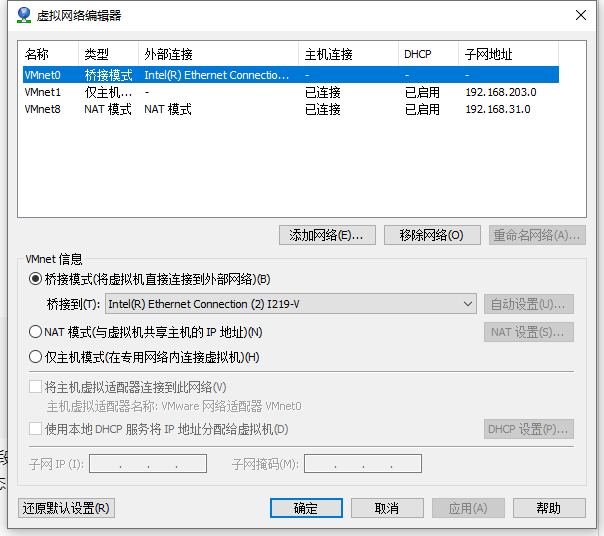 虚拟网络编辑器
名称 类型 外部连接 主机连接 DHCP 子网地址
VMnet0 桥接模式 Intel(R) Ethernet Connectio... - - -
VMnet1 仅主机... - 已连接 已启用 192.168.203.0
VMnet8 NAT 模式 NAT 模式 已连接 已启用 192.168.31.0
添加网络(E)... 移除网络(O) 重命名网络(A)...
VMnet 信息
桥接模式(将虚拟机直接连接到外部网络)(B)
桥接到(T): Intel(R) Ethernet Connection (2) I219-V 自动设置(U)...
NAT 模式(与虚拟机共享主机的 IP 地址)(N) NAT 设置(S)...
仅主机模式(在专用网络内连接虚拟机)(H)
将主机虚拟适配器连接到此网络(V)
主机虚拟适配器名称: VMware 网络适配器 VMnet0
使用本地 DHCP 服务将 IP 地址分配给虚拟机(D) DHCP 设置(P)...
子网 IP (I): . . . 子网掩码(M): . . .
还原默认设置(R) 确定 取消 应用(A) 帮助